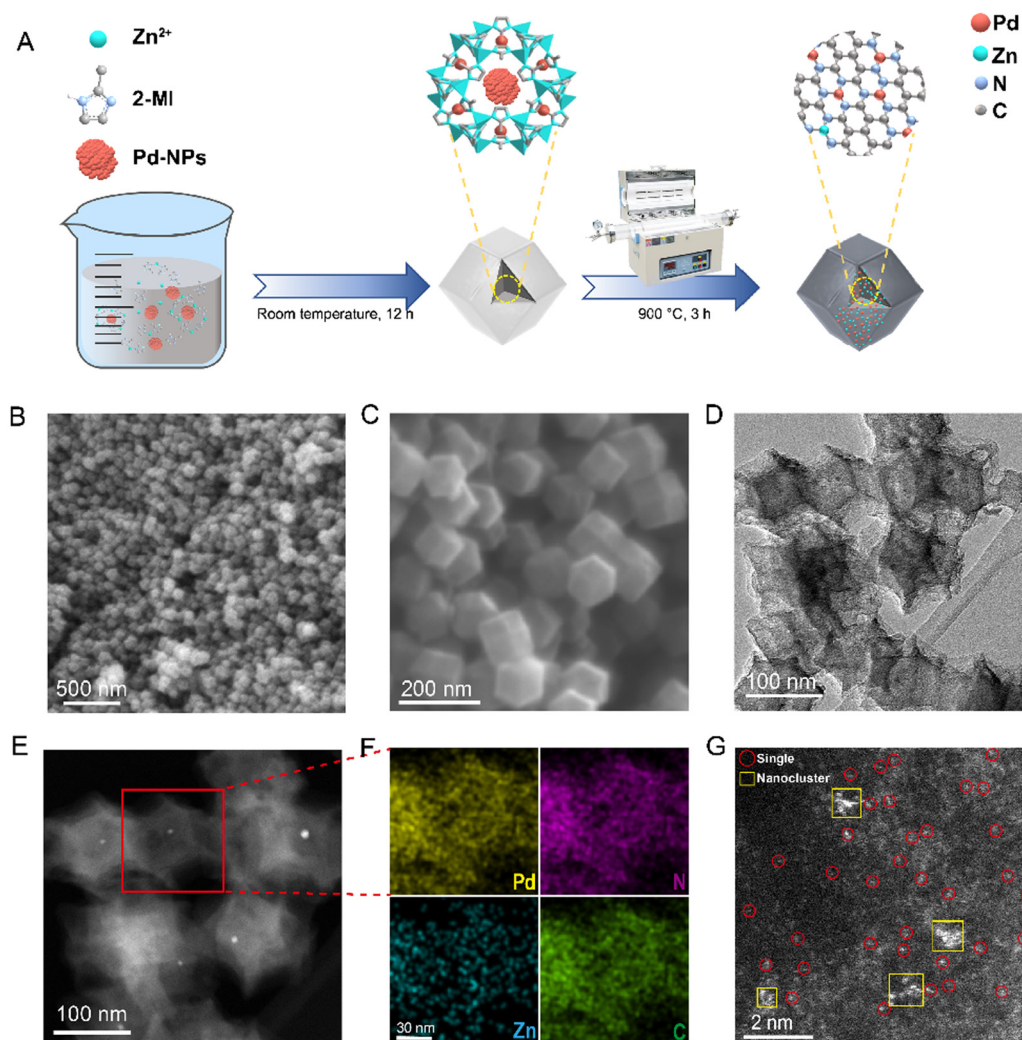 A
Zn²⁺
2-MI
Pd-NPs
Room temperature, 12 h
900 °C, 3 h
Pd
Zn
N
C
B
500 nm
C
200 nm
D
100 nm
E
100 nm
F
Pd
N
Zn
30 nm
C
G
Single
Nanocluster
2 nm